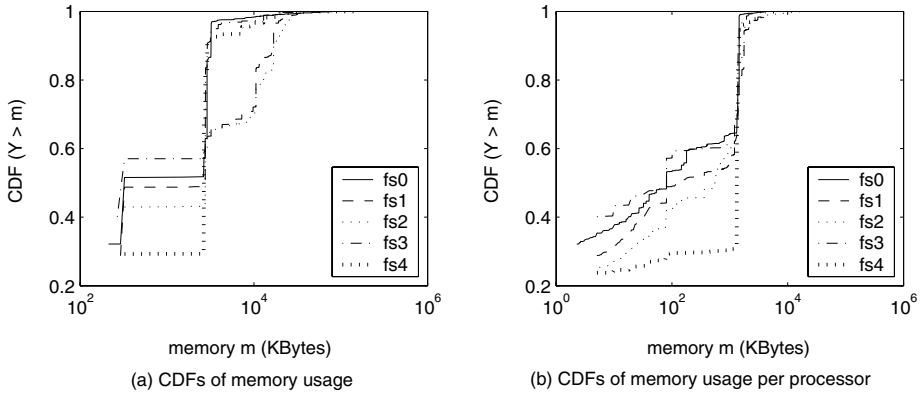 1
0.8
0.6
0.4
0.2
CDF (Y > m)
10^2
10^4
10^6
fs0
fs1
fs2
fs3
fs4
memory m (KBytes)
(a) CDFs of memory usage
1
0.8
0.6
0.4
0.2
CDF (Y > m)
10^0
10^2
10^4
10^6
fs0
fs1
fs2
fs3
fs4
memory m (KBytes)
(b) CDFs of memory usage per processor